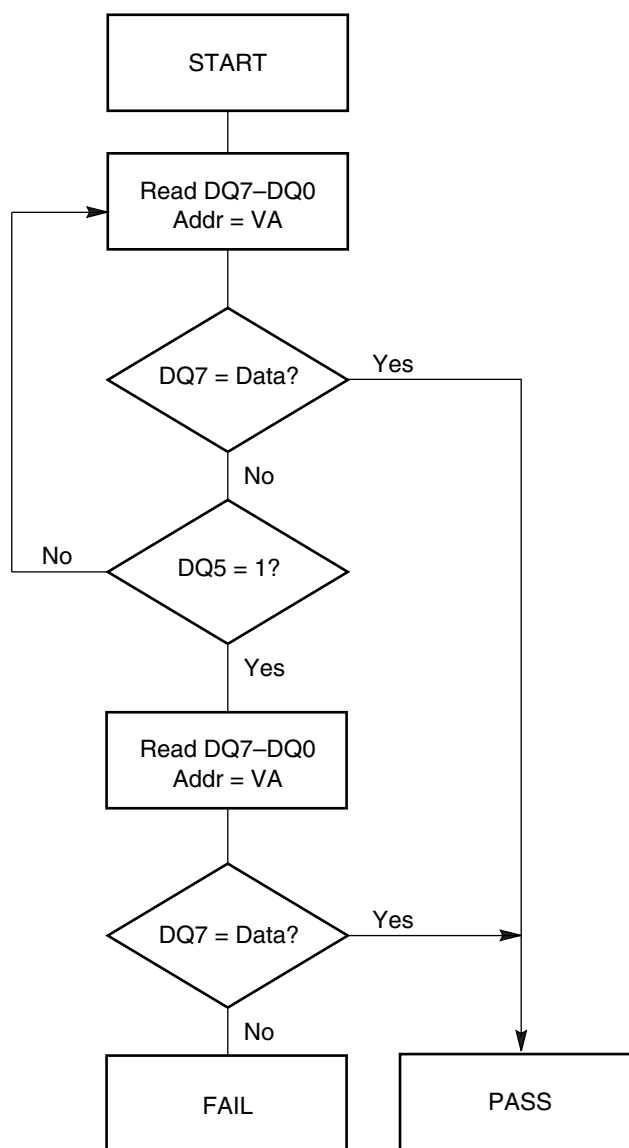 START
Read DQ7–DQ0
Addr = VA
DQ7 = Data?
Yes
No
DQ5 = 1?
No
Yes
Read DQ7–DQ0
Addr = VA
DQ7 = Data?
Yes
No
FAIL
PASS